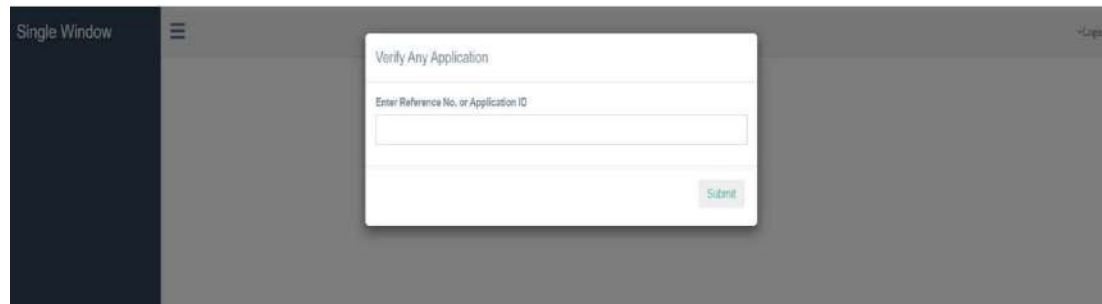 Single Window
Verify Any Application
Enter Reference No. or Application ID
Submit